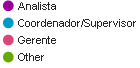 Analista
Coordenador/Supervisor
Gerente
Other